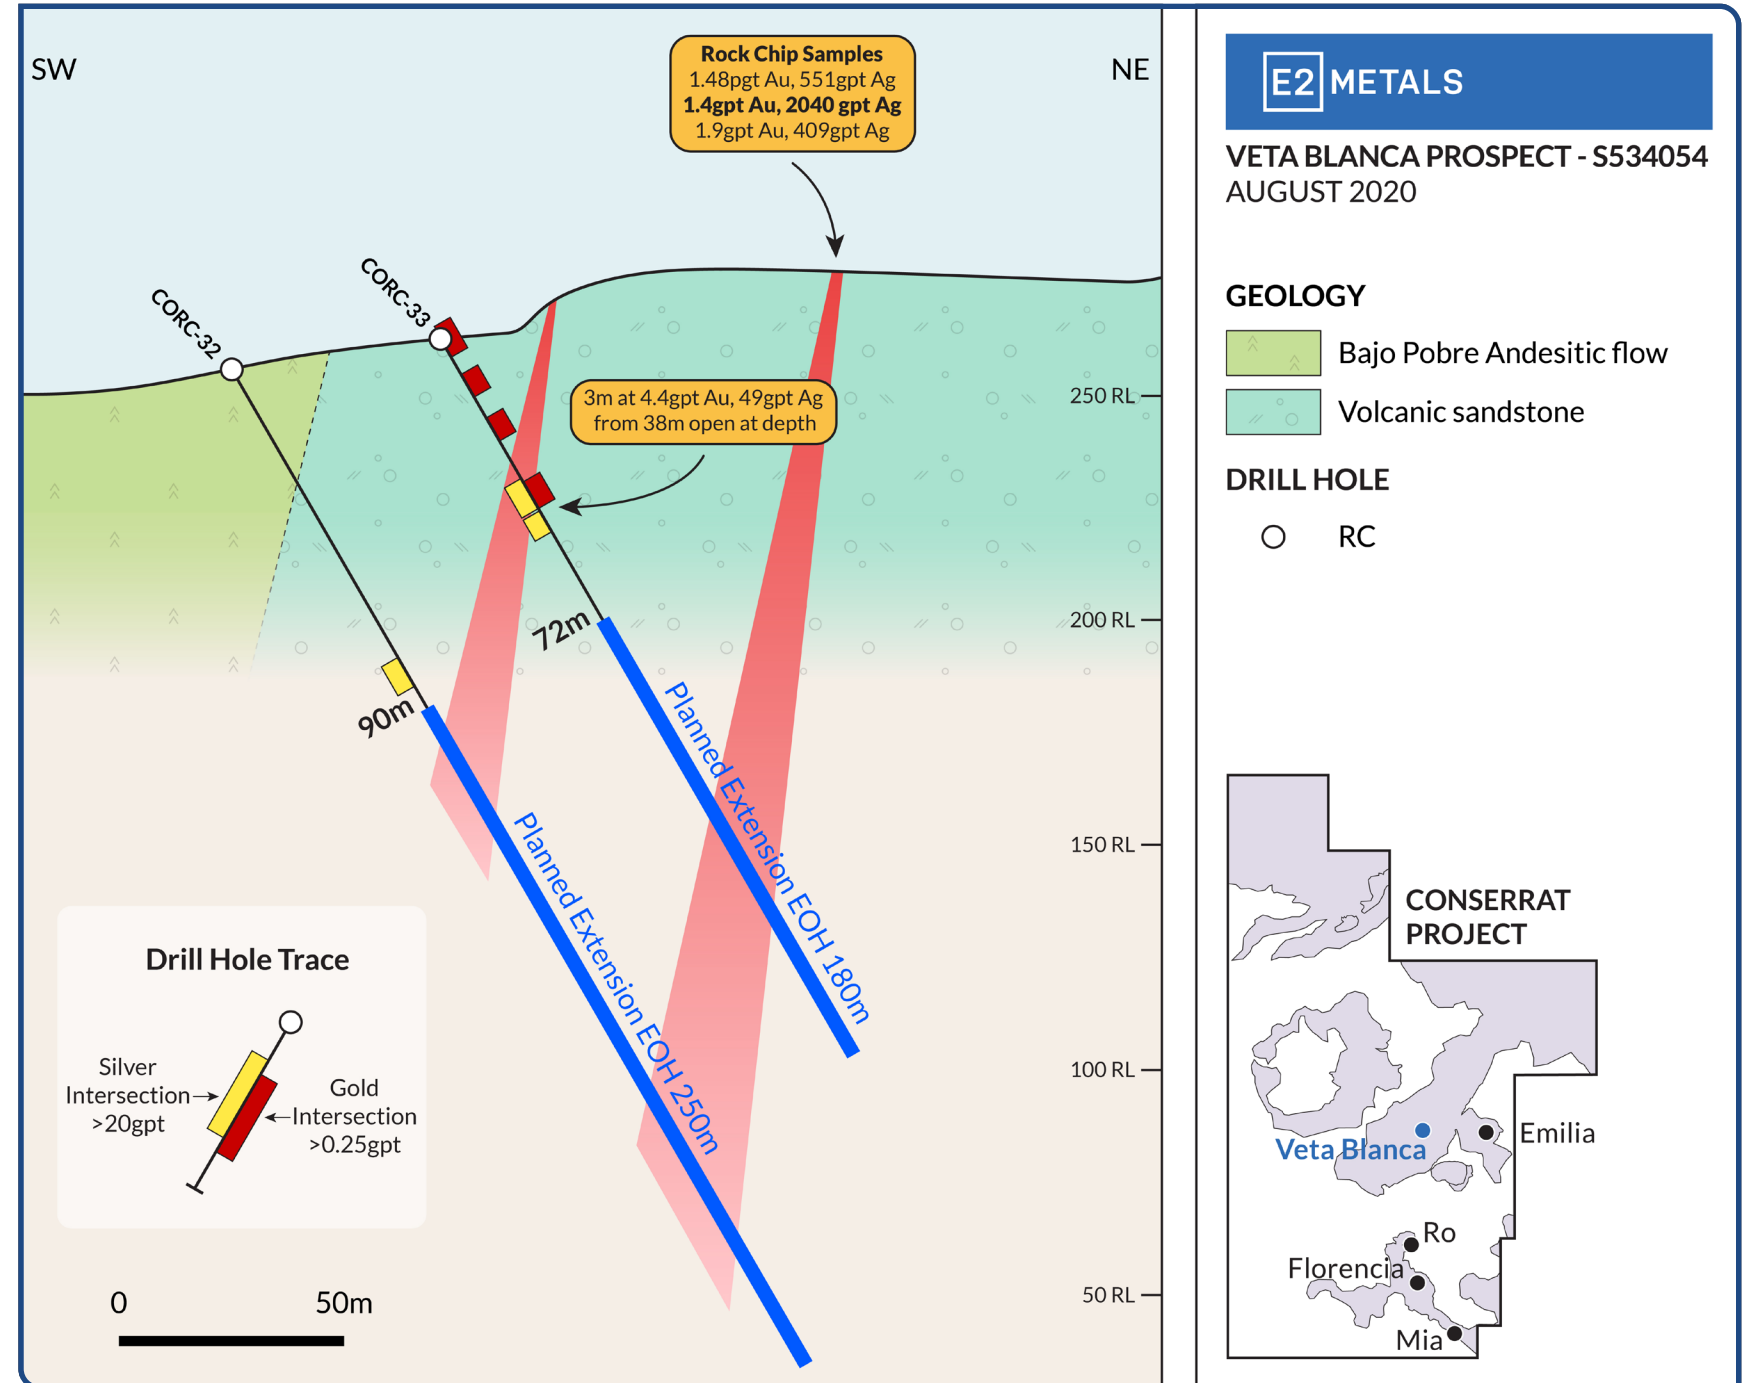 SW
NE
Rock Chip Samples
1.48pgt Au, 551gpt Ag
1.4gpt Au, 2040 gpt Ag
1.9gpt Au, 409gpt Ag
CORC-32
CORC-33
3m at 4.4gpt Au, 49gpt Ag
from 38m open at depth
250 RL
200 RL
150 RL
100 RL
50 RL
72m
90m
Planned Extension EOH 180m
Planned Extension EOH 250m
Drill Hole Trace
Silver
Intersection
>20gpt
Gold
Intersection
>0.25gpt
0 50m
E2 METALS
VETA BLANCA PROSPECT - S534054
AUGUST 2020
GEOLOGY
Bajo Pobre Andesitic flow
Volcanic sandstone
DRILL HOLE
RC
CONSERRAT
PROJECT
Veta Blanca
Emilia
Ro
Florencia
Mia